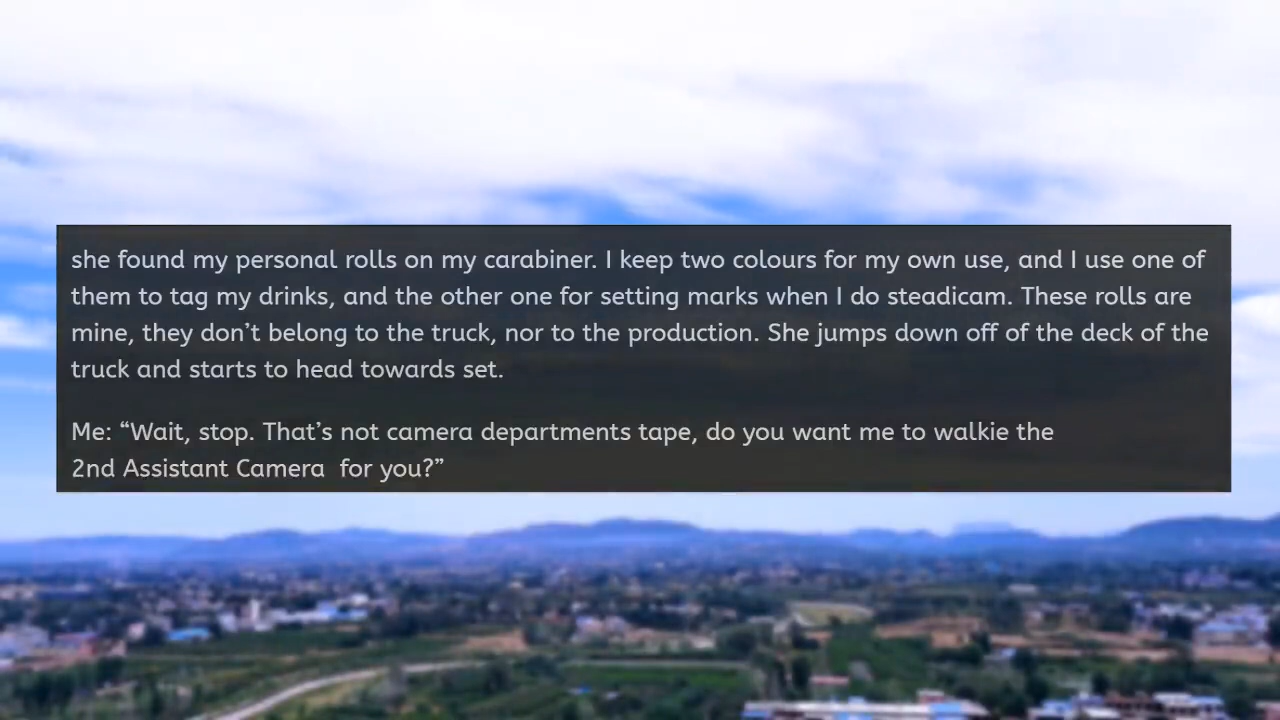 she found my personal rolls on my carabiner. I keep two colours for my own use, and I use one of
them to tag my drinks, and the other one for setting marks when I do steadicam. These rolls are
mine, they don’t belong to the truck, nor to the production. She jumps down off of the deck of the
truck and starts to head towards set.
Me: “Wait, stop. That’s not camera departments tape, do you want me to walkie the
2nd Assistant Camera  for you?”